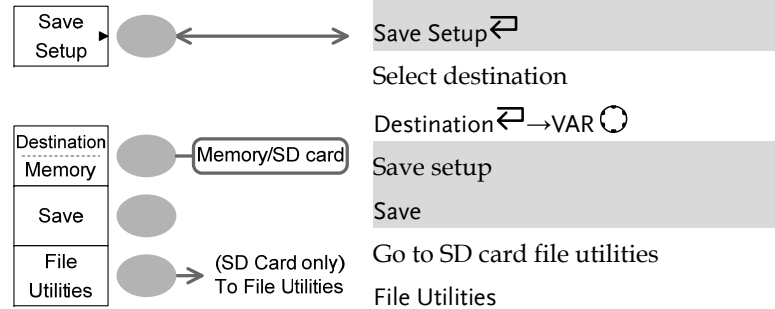 Save
Setup
Save Setup
Select destination
Destination →VAR
Destination
Memory
Memory/SD card
Save setup
Save
Save
File
Utilities
(SD Card only)
To File Utilities
Go to SD card file utilities
File Utilities